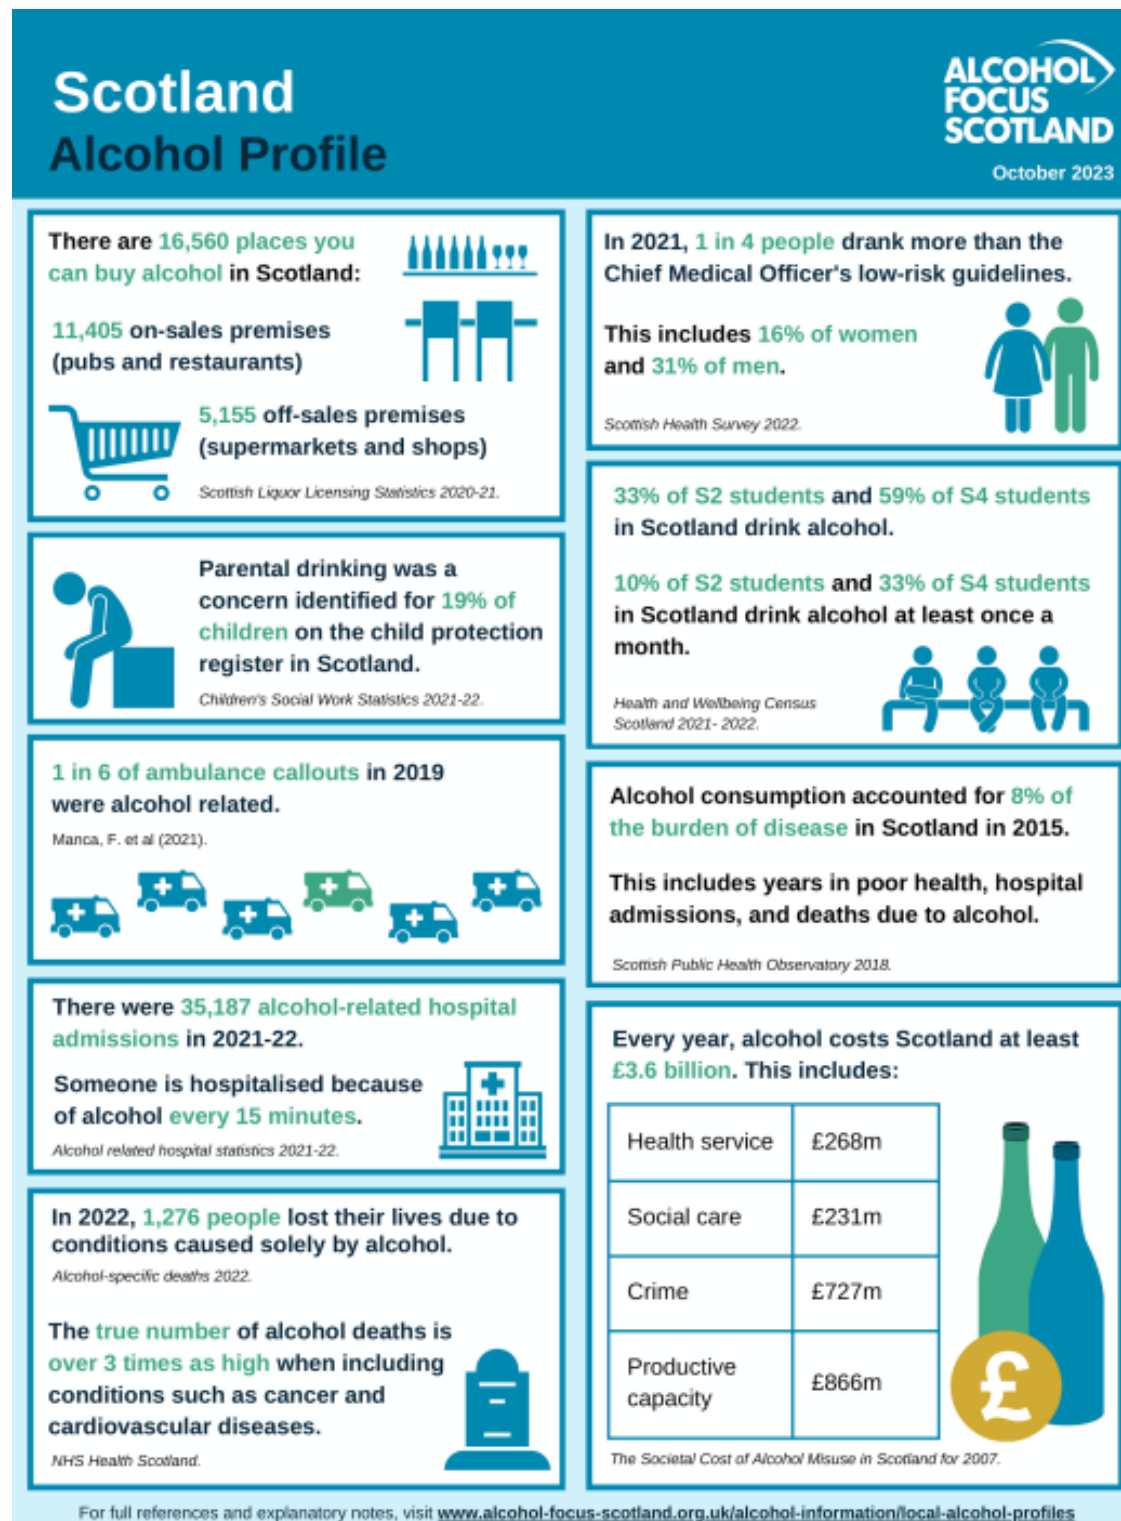 Scotland
Alcohol Profile
ALCOHOL
FOCUS
SCOTLAND
October 2023
There are 16,560 places you
can buy alcohol in Scotland:
11,405 on-sales premises
(pubs and restaurants)
5,155 off-sales premises
(supermarkets and shops)
Scottish Liquor Licensing Statistics 2020-21.
Parental drinking was a
concern identified for 19% of
children on the child protection
register in Scotland.
Children's Social Work Statistics 2021-22.
1 in 6 of ambulance callouts in 2019
were alcohol related.
Manca, F. et al (2021).
There were 35,187 alcohol-related hospital
admissions in 2021-22.
Someone is hospitalised because
of alcohol every 15 minutes.
Alcohol related hospital statistics 2021-22.
In 2022, 1,276 people lost their lives due to
conditions caused solely by alcohol.
Alcohol-specific deaths 2022.
The true number of alcohol deaths is
over 3 times as high when including
conditions such as cancer and
cardiovascular diseases.
NHS Health Scotland.
In 2021, 1 in 4 people drank more than the
Chief Medical Officer's low-risk guidelines.
This includes 16% of women
and 31% of men.
Scottish Health Survey 2022.
33% of S2 students and 59% of S4 students
in Scotland drink alcohol.
10% of S2 students and 33% of S4 students
in Scotland drink alcohol at least once a
month.
Health and Wellbeing Census
Scotland 2021- 2022.
Alcohol consumption accounted for 8% of
the burden of disease in Scotland in 2015.
This includes years in poor health, hospital
admissions, and deaths due to alcohol.
Scottish Public Health Observatory 2018.
Every year, alcohol costs Scotland at least
£3.6 billion. This includes:
Health service £268m
Social care £231m
Crime £727m
Productive
capacity £866m
£
The Societal Cost of Alcohol Misuse in Scotland for 2007.
For full references and explanatory notes, visit www.alcohol-focus-scotland.org.uk/alcohol-information/local-alcohol-profiles